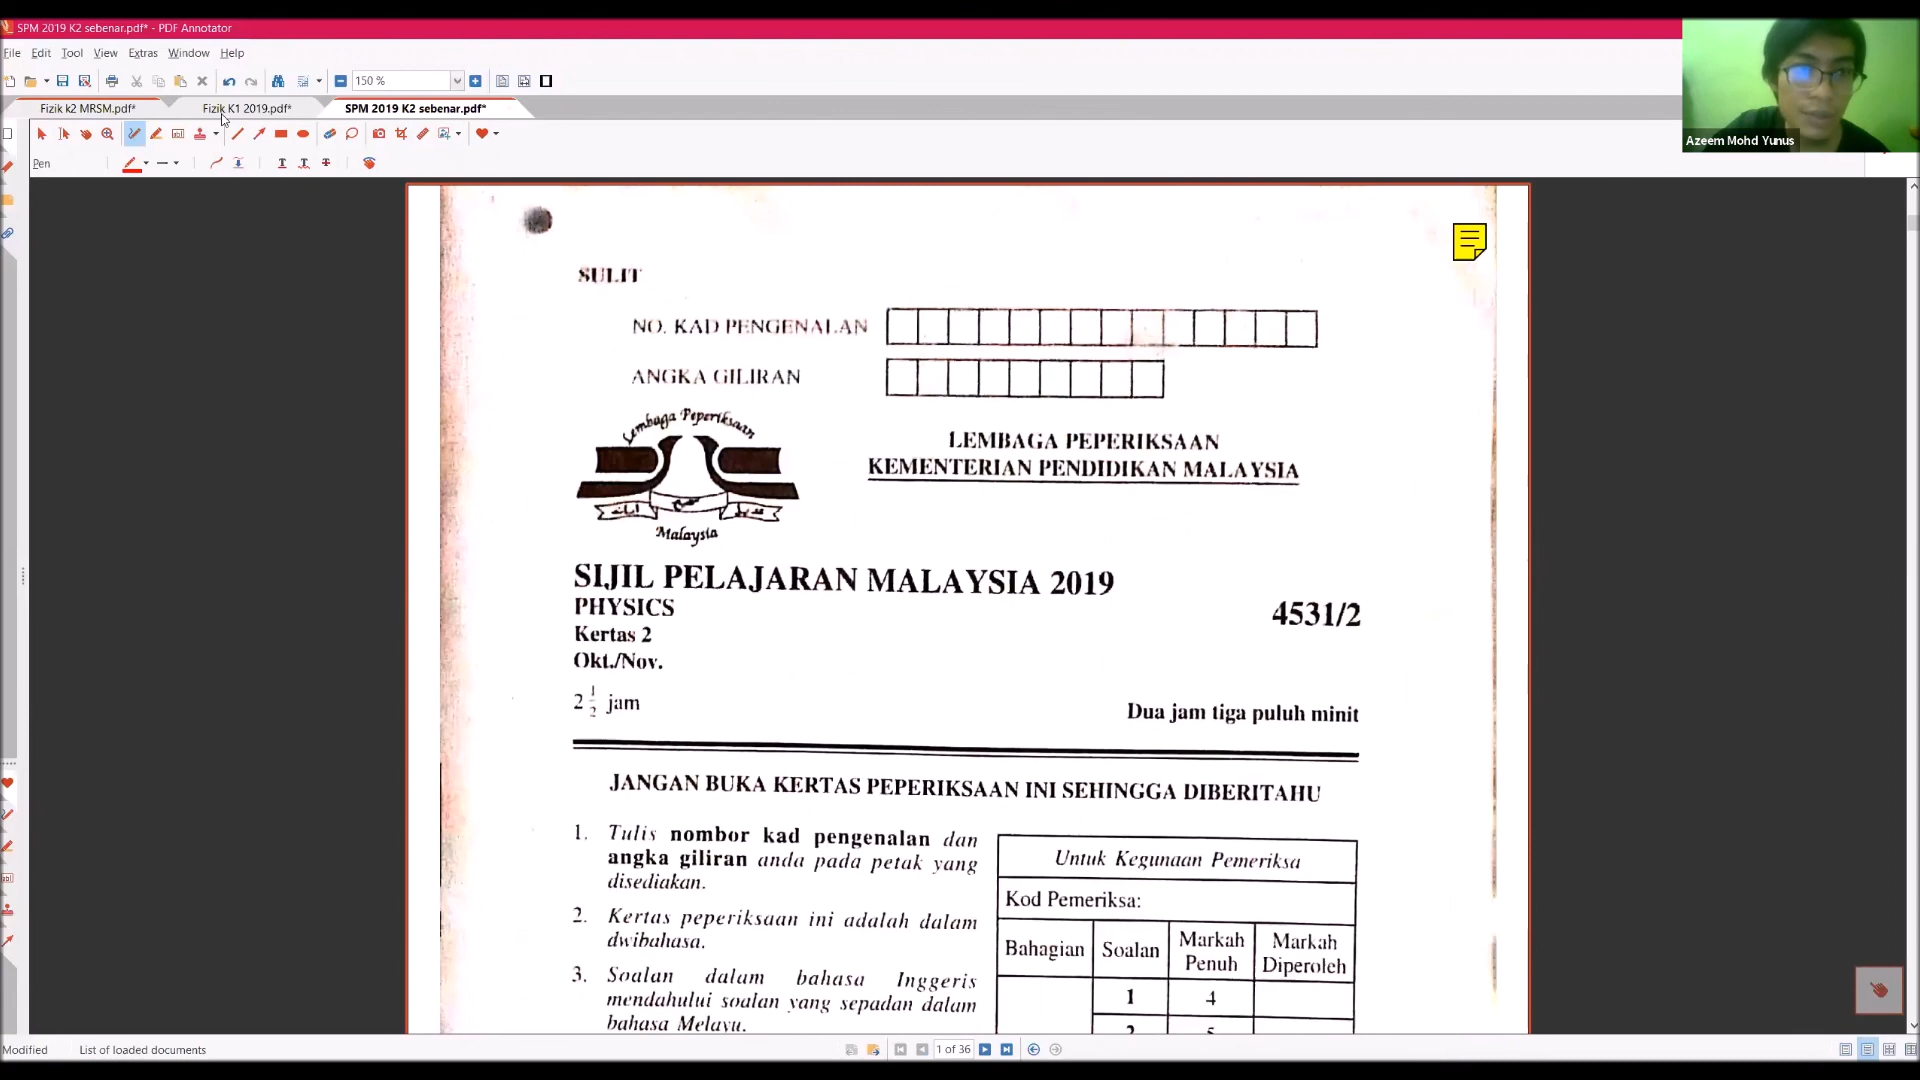 SPM 2019 K2 sebenar.pdf* - PDF Annotator
File Edit Tool View Extras Window Help
150 %
Fizik k2 MRSM.pdf* Fizik K1 2019.pdf* SPM 2019 K2 sebenar.pdf*
Pen
Azeem Mohd Yunus
SULIT
NO. KAD PENGENALAN
ANGKA GILIRAN
Lembaga Peperiksaan
Malaysia
LEMBAGA PEPERIKSAAN
KEMENTERIAN PENDIDIKAN MALAYSIA
SIJIL PELAJARAN MALAYSIA 2019
PHYSICS
4531/2
Kertas 2
Okt./Nov.
2 1/2 jam
Dua jam tiga puluh minit
JANGAN BUKA KERTAS PEPERIKSAAN INI SEHINGGA DIBERITAHU
1. Tulis nombor kad pengenalan dan
angka giliran anda pada petak yang
disediakan.
2. Kertas peperiksaan ini adalah dalam
dwibahasa.
3. Soalan dalam bahasa Inggeris
mendahului soalan yang sepadan dalam
bahasa Melayu.
Untuk Kegunaan Pemeriksa
Kod Pemeriksa:
Bahagian Soalan Markah Penuh Markah Diperoleh
1 4
2 5
Modified List of loaded documents 1 of 36